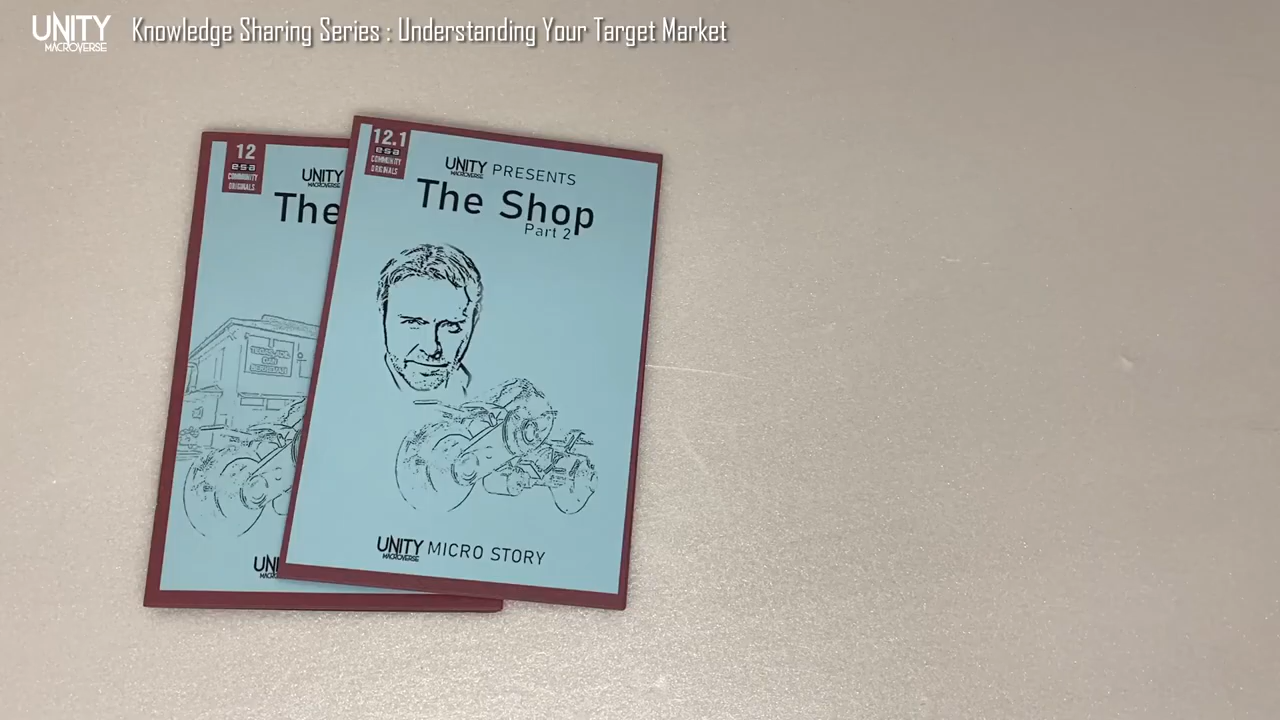 UNITY
MACROVERSE
Knowledge Sharing Series : Understanding Your Target Market
12
esa
COMMUNITY
ORIGINALS
UNITY
MACROVERSE
The
12.1
esa
COMMUNITY
ORIGINALS
UNITY
MACROVERSE
PRESENTS
The Shop
Part 2
UNITY
MACROVERSE
MICRO STORY